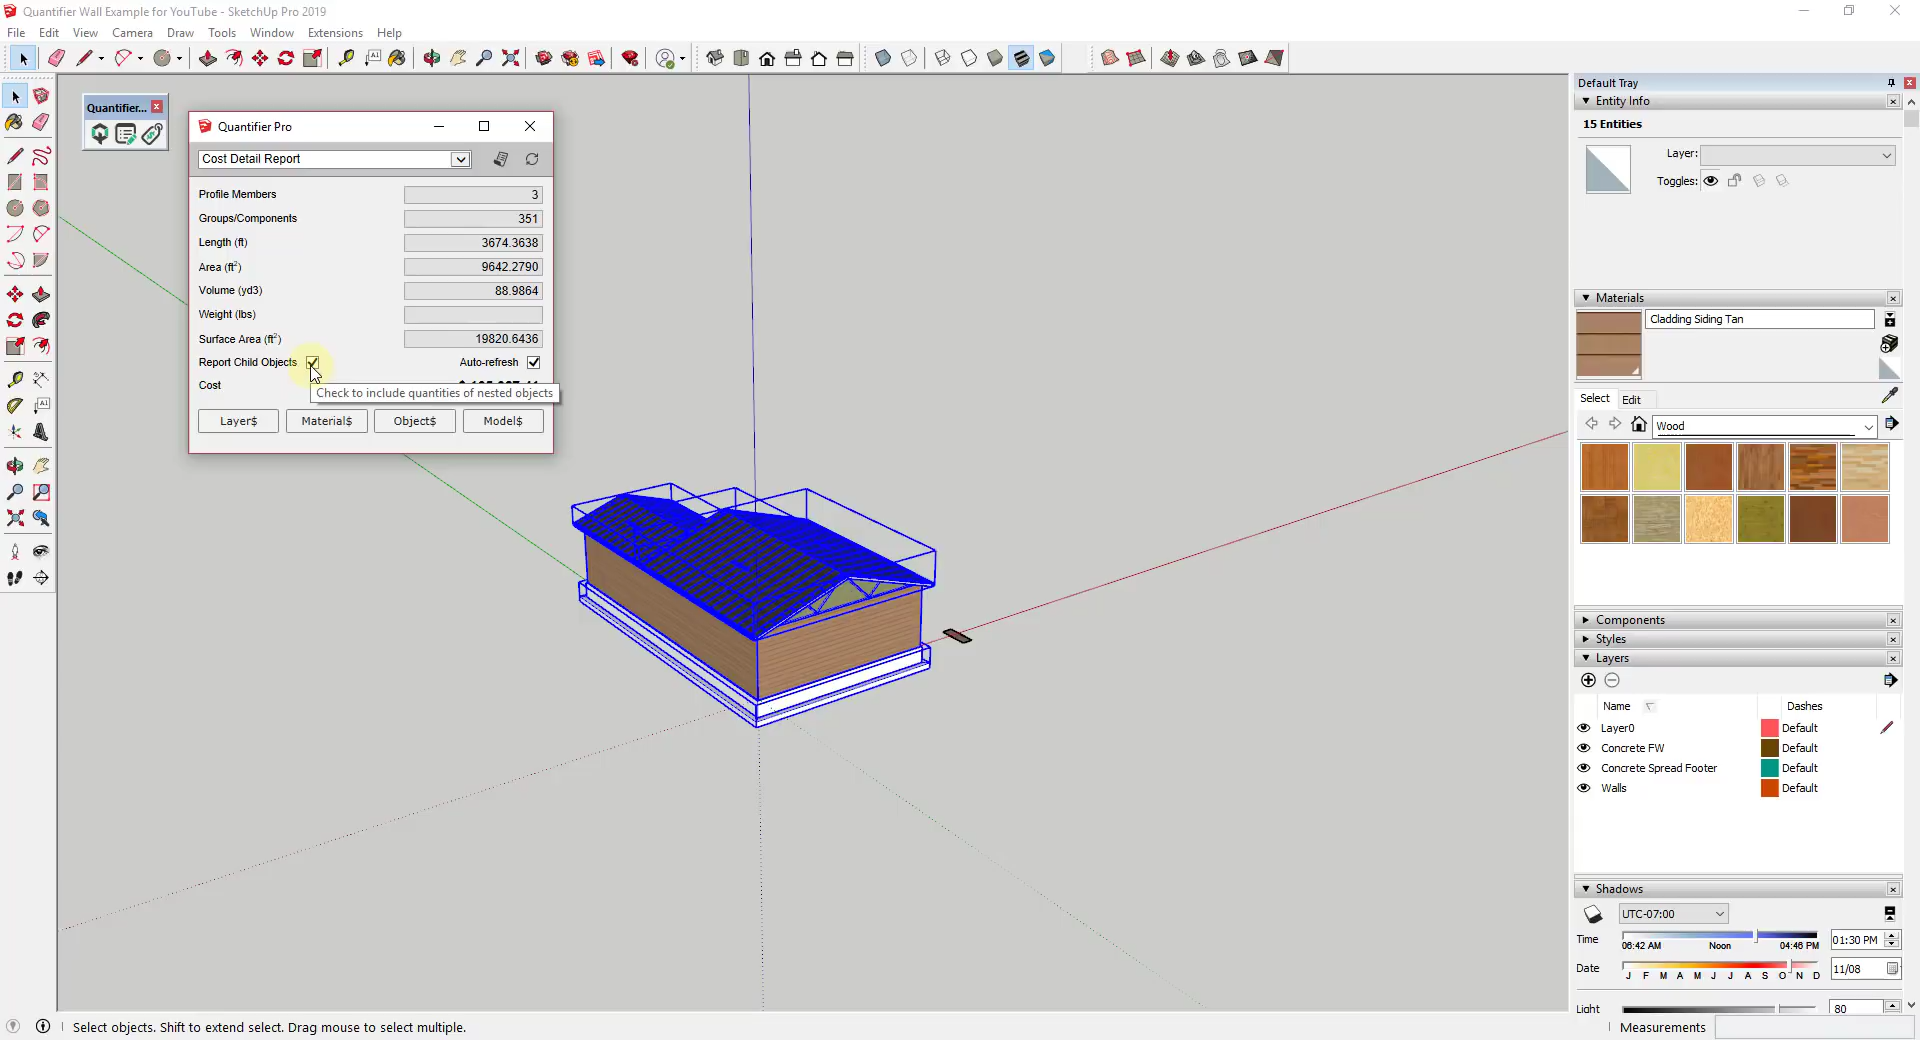 Quantifier Wall Example for YouTube - SketchUp Pro 2019
File Edit View Camera Draw Tools Window Extensions Help
Quantifier...
Quantifier Pro
Cost Detail Report
Profile Members 3
Groups/Components 351
Length (ft) 3674.3638
Area (ft²) 9642.2790
Volume (yd3) 88.9864
Weight (lbs)
Surface Area (ft²) 19820.6436
Report Child Objects Auto-refresh
Cost
Check to include quantities of nested objects
Layer$ Material$ Object$ Model$
Default Tray
Entity Info
15 Entities
Layer:
Toggles:
Materials
Cladding Siding Tan
Select Edit
Wood
Components
Styles
Layers
Name Dashes
Layer0 Default
Concrete FW Default
Concrete Spread Footer Default
Walls Default
Shadows
UTC-07:00
Time 01:30 PM
06:42 AM Noon 04:46 PM
Date 11/08
J F M A M J J A S O N D
Light 80
Select objects. Shift to extend select. Drag mouse to select multiple.
Measurements